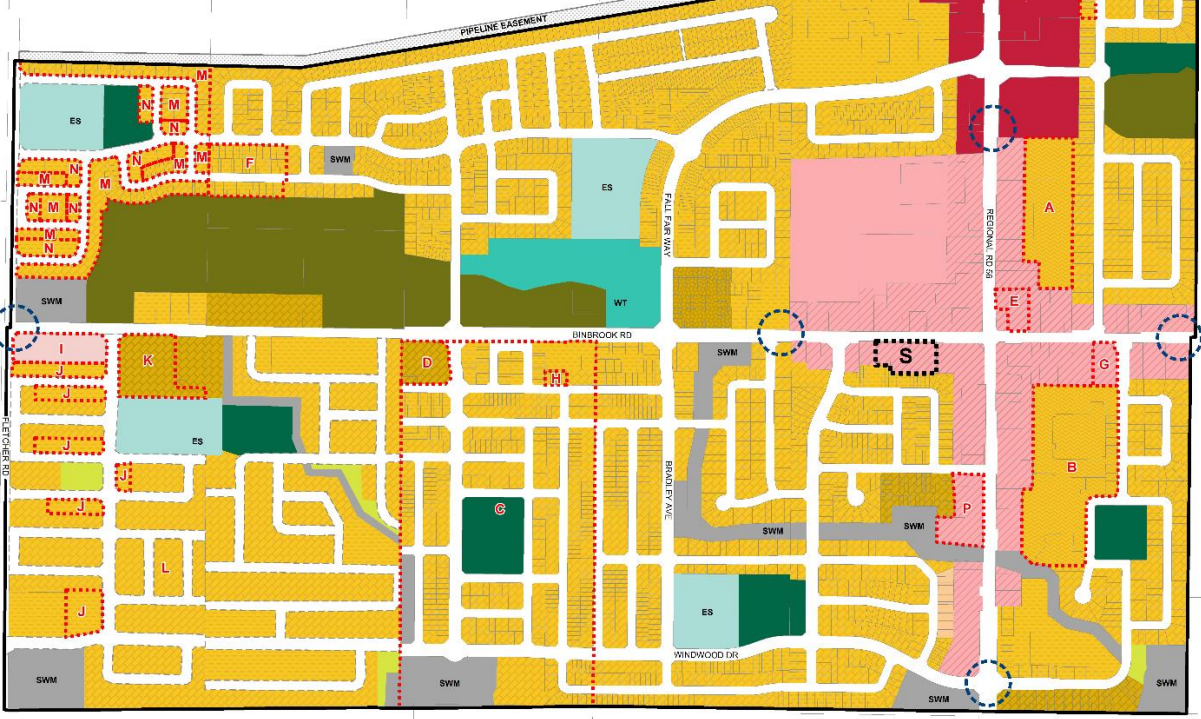 PIPELINE EASEMENT
M
N
M
ES
N
N
M
M
F
SWM
ES
N
M
M
N
M
N
M
N
FALL FAIR WAY
REGIONAL RD 56
A
SWM
WT
E
BINBROOK RD
I
K
D
SWM
S
G
J
H
J
FLETCHER RD
ES
J
J
BRADLEY AVE
B
J
C
P
SWM
SWM
L
J
ES
WINDWOOD DR
SWM
SWM
SWM
SWM